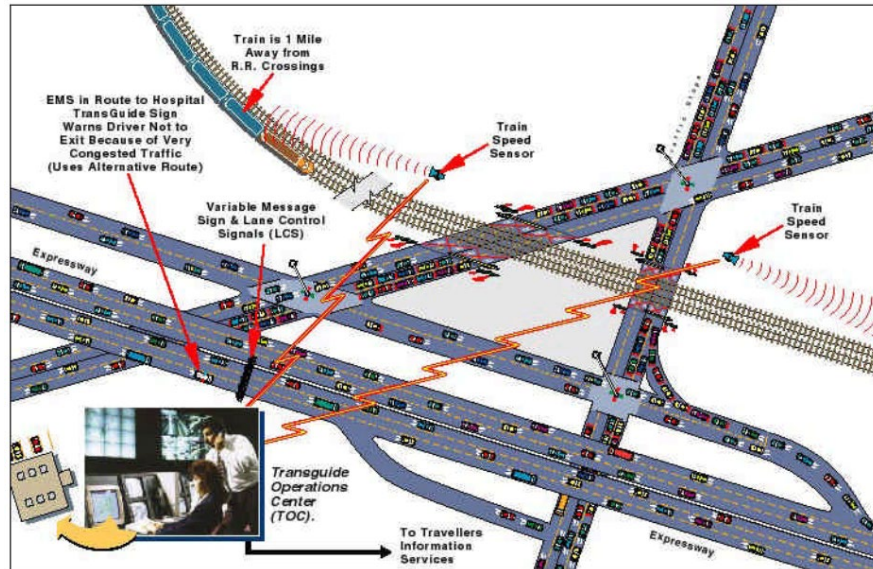 Train is 1 Mile
Away from
R.R. Crossings
EMS in Route to Hospital
TransGuide Sign
Warns Driver Not to
Exit Because of Very
Congested Traffic
(Uses Alternative Route)
Train
Speed
Sensor
Variable Message
Sign & Lane Control
Signals (LCS)
Train
Speed
Sensor
Expressway
Traffic Stops
Transguide
Operations
Center
(TOC).
To Travellers
Information
Services
Expressway